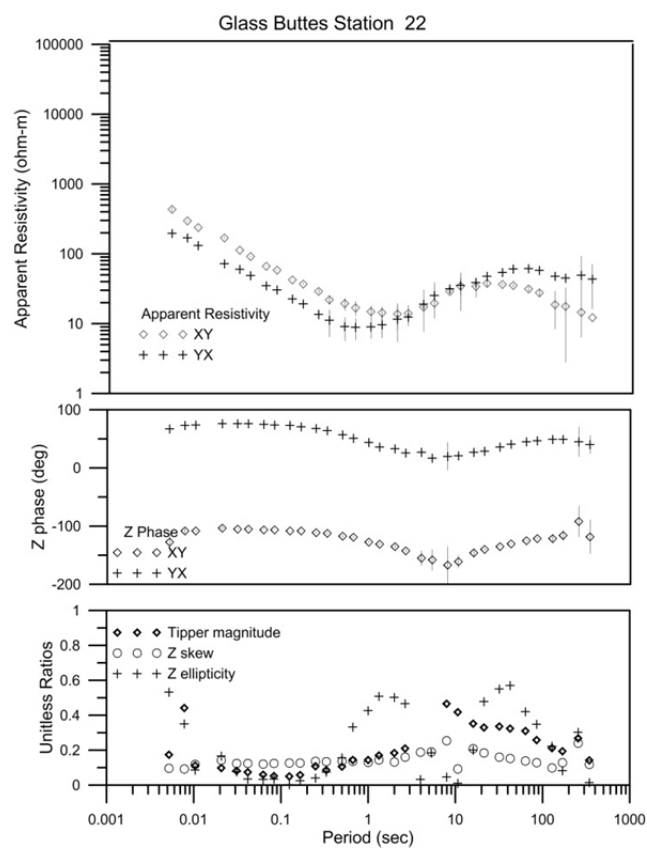 Glass Buttes Station 22
Apparent Resistivity (ohm-m)
100000
10000
1000
100
10
1
Apparent Resistivity
XY
YX
Z phase (deg)
100
0
-100
-200
Z Phase
XY
YX
Unitless Ratios
1
0.8
0.6
0.4
0.2
0
Tipper magnitude
Z skew
Z ellipticity
0.001 0.01 0.1 1 10 100 1000
Period (sec)